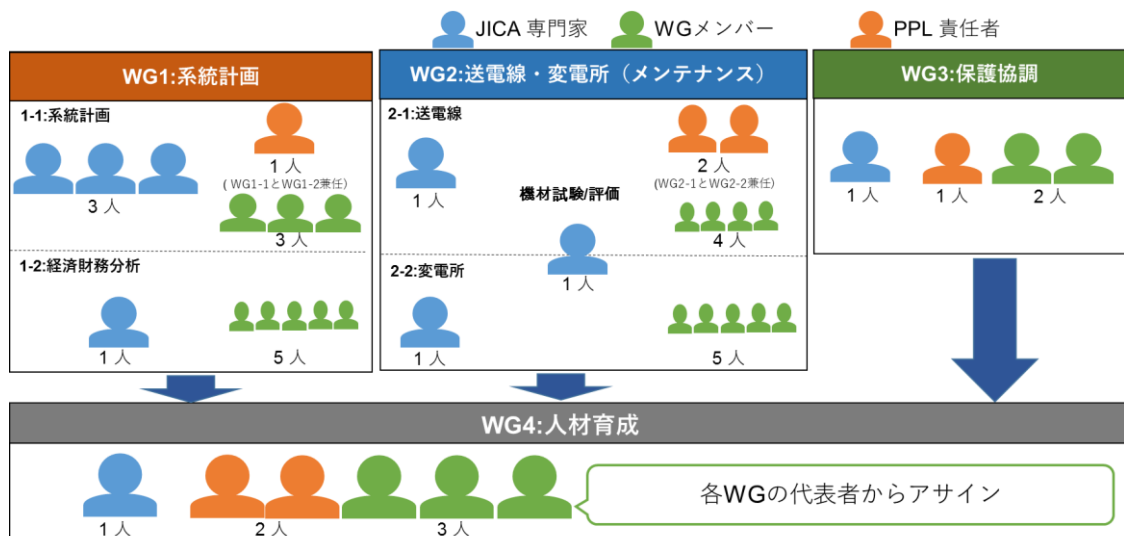 JICA 専門家
WGメンバー
PPL 責任者
WG1:系統計画
1-1:系統計画
3 人
1 人
( WG1-1とWG1-2兼任)
3 人
1-2:経済財務分析
1 人
5 人
WG2:送電線・変電所（メンテナンス）
2-1:送電線
1 人
2 人
(WG2-1とWG2-2兼任)
機材試験/評価
4 人
1 人
2-2:変電所
1 人
5 人
WG3:保護協調
1 人
1 人
2 人
WG4:人材育成
1 人
2 人
3 人
各WGの代表者からアサイン